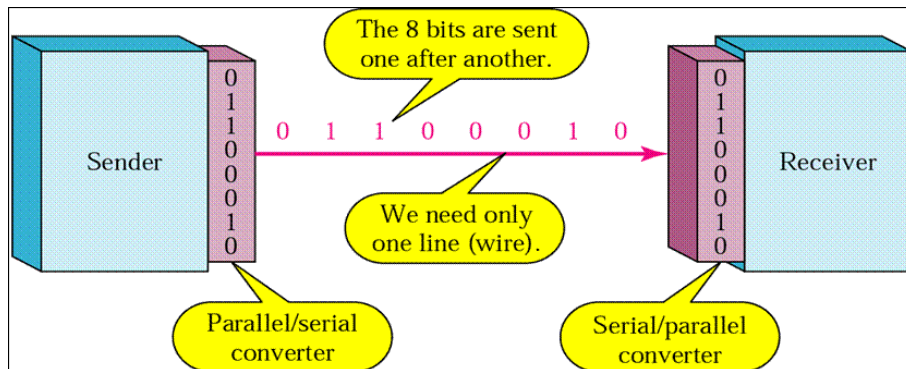 The 8 bits are sent
one after another.
Sender
0
1
1
0
0
0
1
0
0 1 1 0 0 0 1 0
0
1
1
0
0
0
1
0
Receiver
We need only
one line (wire).
Parallel/serial
converter
Serial/parallel
converter